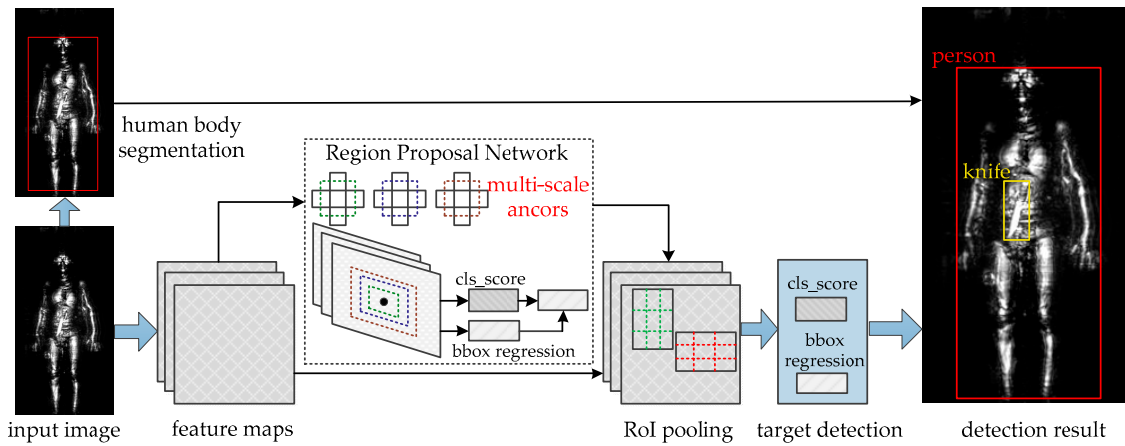 person
human body
segmentation
Region Proposal Network
multi-scale
ancors
knife
cls_score
bbox regression
cls_score
bbox
regression
input image
feature maps
RoI pooling
target detection
detection result